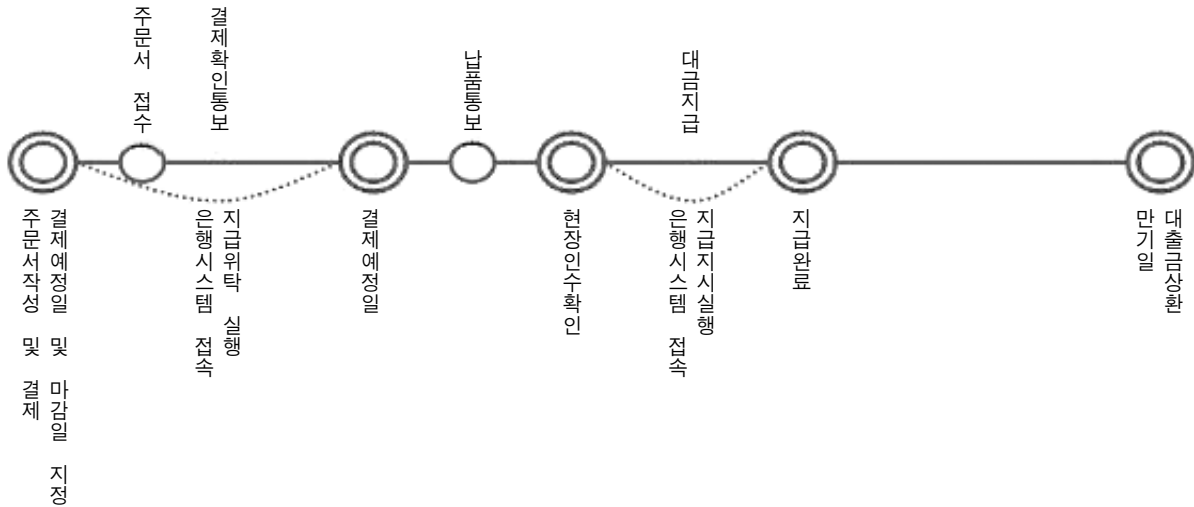 주문서 접수
결제확인통보
납품통보
대금지급
결제예정일 및 마감일 지정
주문서작성 및 결제
지급위탁 실행
은행시스템 접속
결제예정일
현장인수확인
지급지시실행
은행시스템 접속
지급완료
대출금상환
만기일